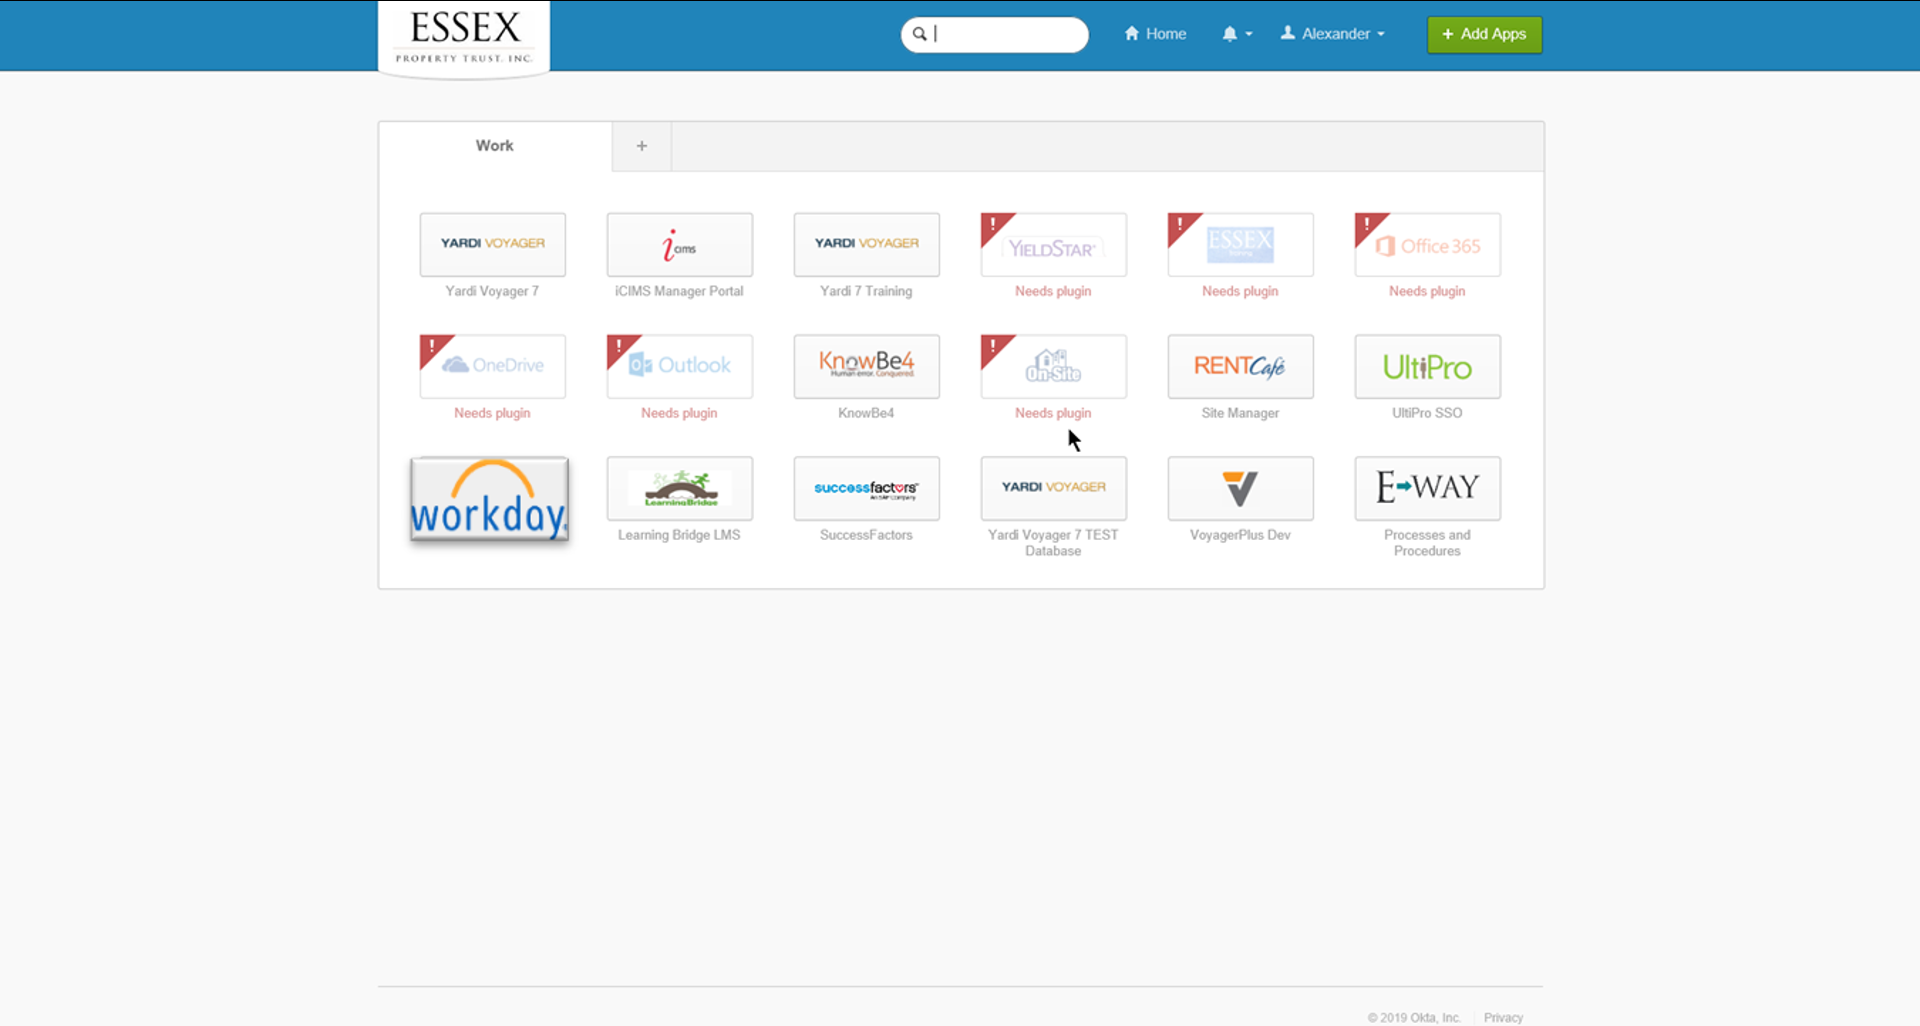 ESSEX
PROPERTY TRUST, INC.
Home
Alexander
+ Add Apps
Work
+
YARDI VOYAGER
icims
YARDI VOYAGER
! YIELDSTAR
! ESSEX
! Office 365
Yardi Voyager 7
iCIMS Manager Portal
Yardi 7 Training
Needs plugin
Needs plugin
Needs plugin
! OneDrive
! Outlook
KnowBe4
Human error. Conquered.
! On-Site
RENTCafé
UltiPro
Needs plugin
Needs plugin
KnowBe4
Needs plugin
Site Manager
UltiPro SSO
workday.
LearningBridge
successfactors
An SAP Company
YARDI VOYAGER
E WAY
Learning Bridge LMS
SuccessFactors
Yardi Voyager 7 TEST
Database
VoyagerPlus Dev
Processes and
Procedures
© 2019 Okta, Inc.
Privacy